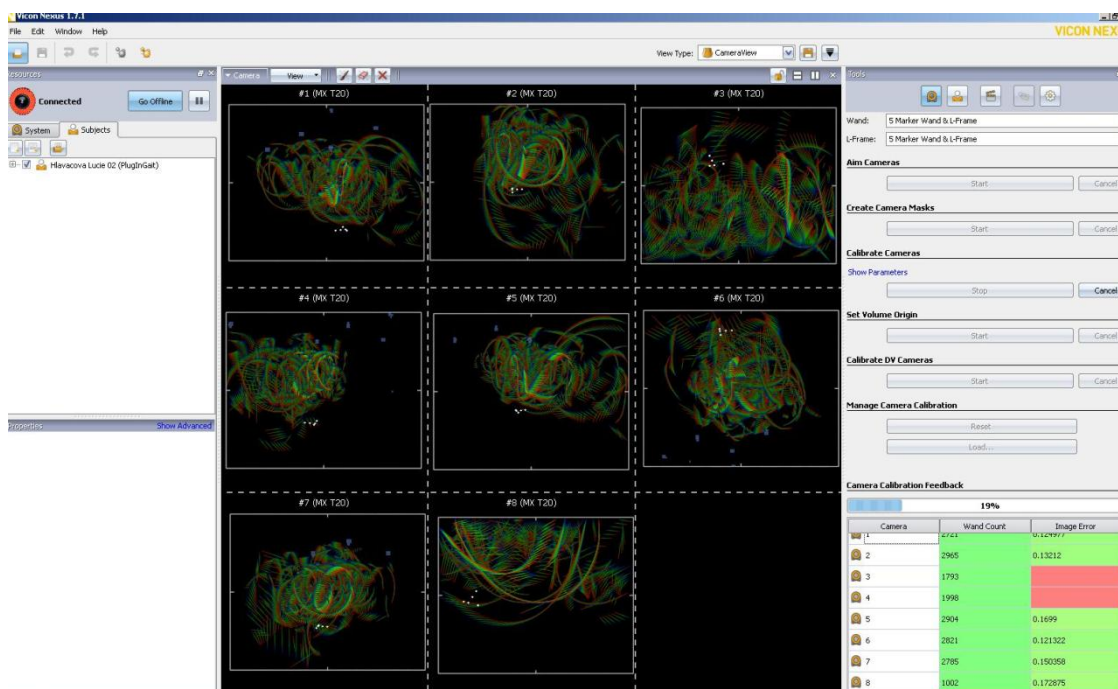 Vicon Nexus 1.7.1
File Edit Window Help
VICON NEX
View Type: CameraView
Resources
Camera View
Tools
Connected Go Offline
System Subjects
Hlavacova Lucie 02 (PlugInGait)
#1 (MX T20) #2 (MX T20) #3 (MX T20)
#4 (MX T20) #5 (MX T20) #6 (MX T20)
#7 (MX T20) #8 (MX T20)
Properties Show Advanced
Wand: 5 Marker Wand & L-Frame
L-Frame: 5 Marker Wand & L-Frame
Aim Cameras
Start Cancel
Create Camera Masks
Start Cancel
Calibrate Cameras
Show Parameters
Stop Cancel
Set Volume Origin
Start Cancel
Calibrate DV Cameras
Start Cancel
Manage Camera Calibration
Reset
Load...
Camera Calibration Feedback
19%
Camera Wand Count Image Error
1 2721 0.124977
2 2965 0.13212
3 1793
4 1998
5 2904 0.1699
6 2821 0.121322
7 2785 0.150358
8 1002 0.172875